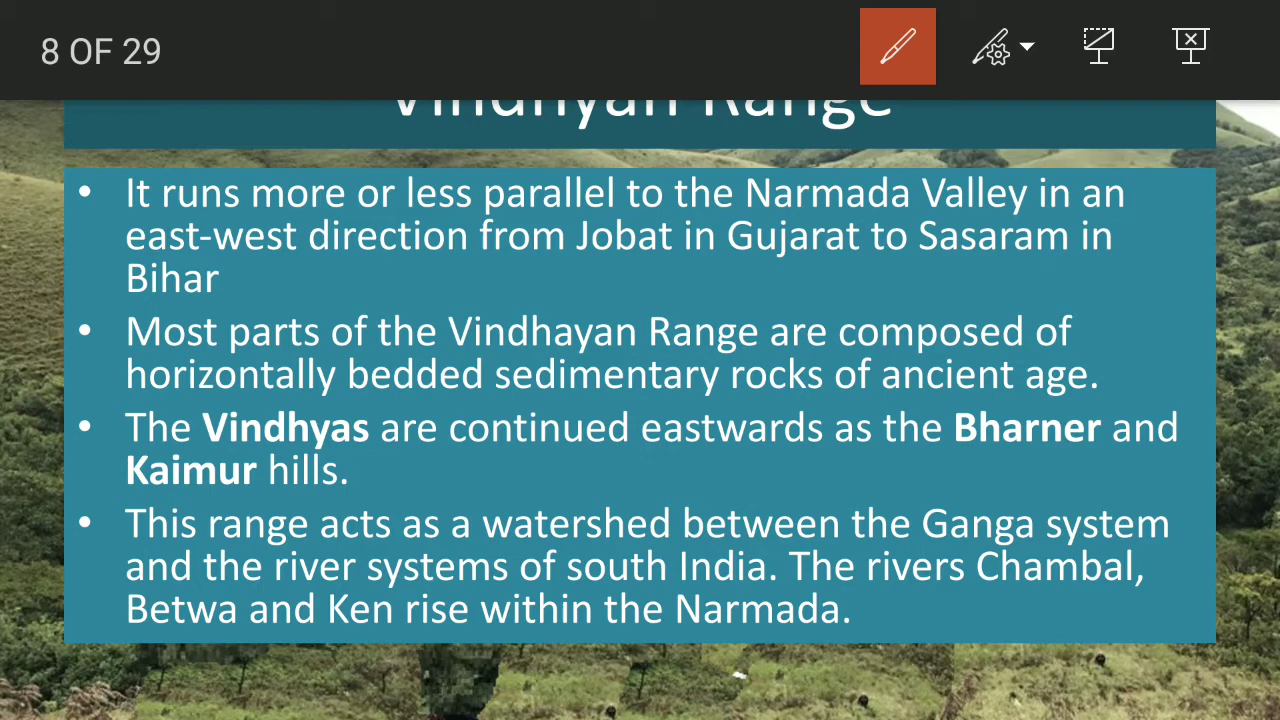 8 OF 29
Vindhyan Range
• It runs more or less parallel to the Narmada Valley in an
east-west direction from Jobat in Gujarat to Sasaram in
Bihar
• Most parts of the Vindhayan Range are composed of
horizontally bedded sedimentary rocks of ancient age.
• The Vindhyas are continued eastwards as the Bharner and
Kaimur hills.
• This range acts as a watershed between the Ganga system
and the river systems of south India. The rivers Chambal,
Betwa and Ken rise within the Narmada.